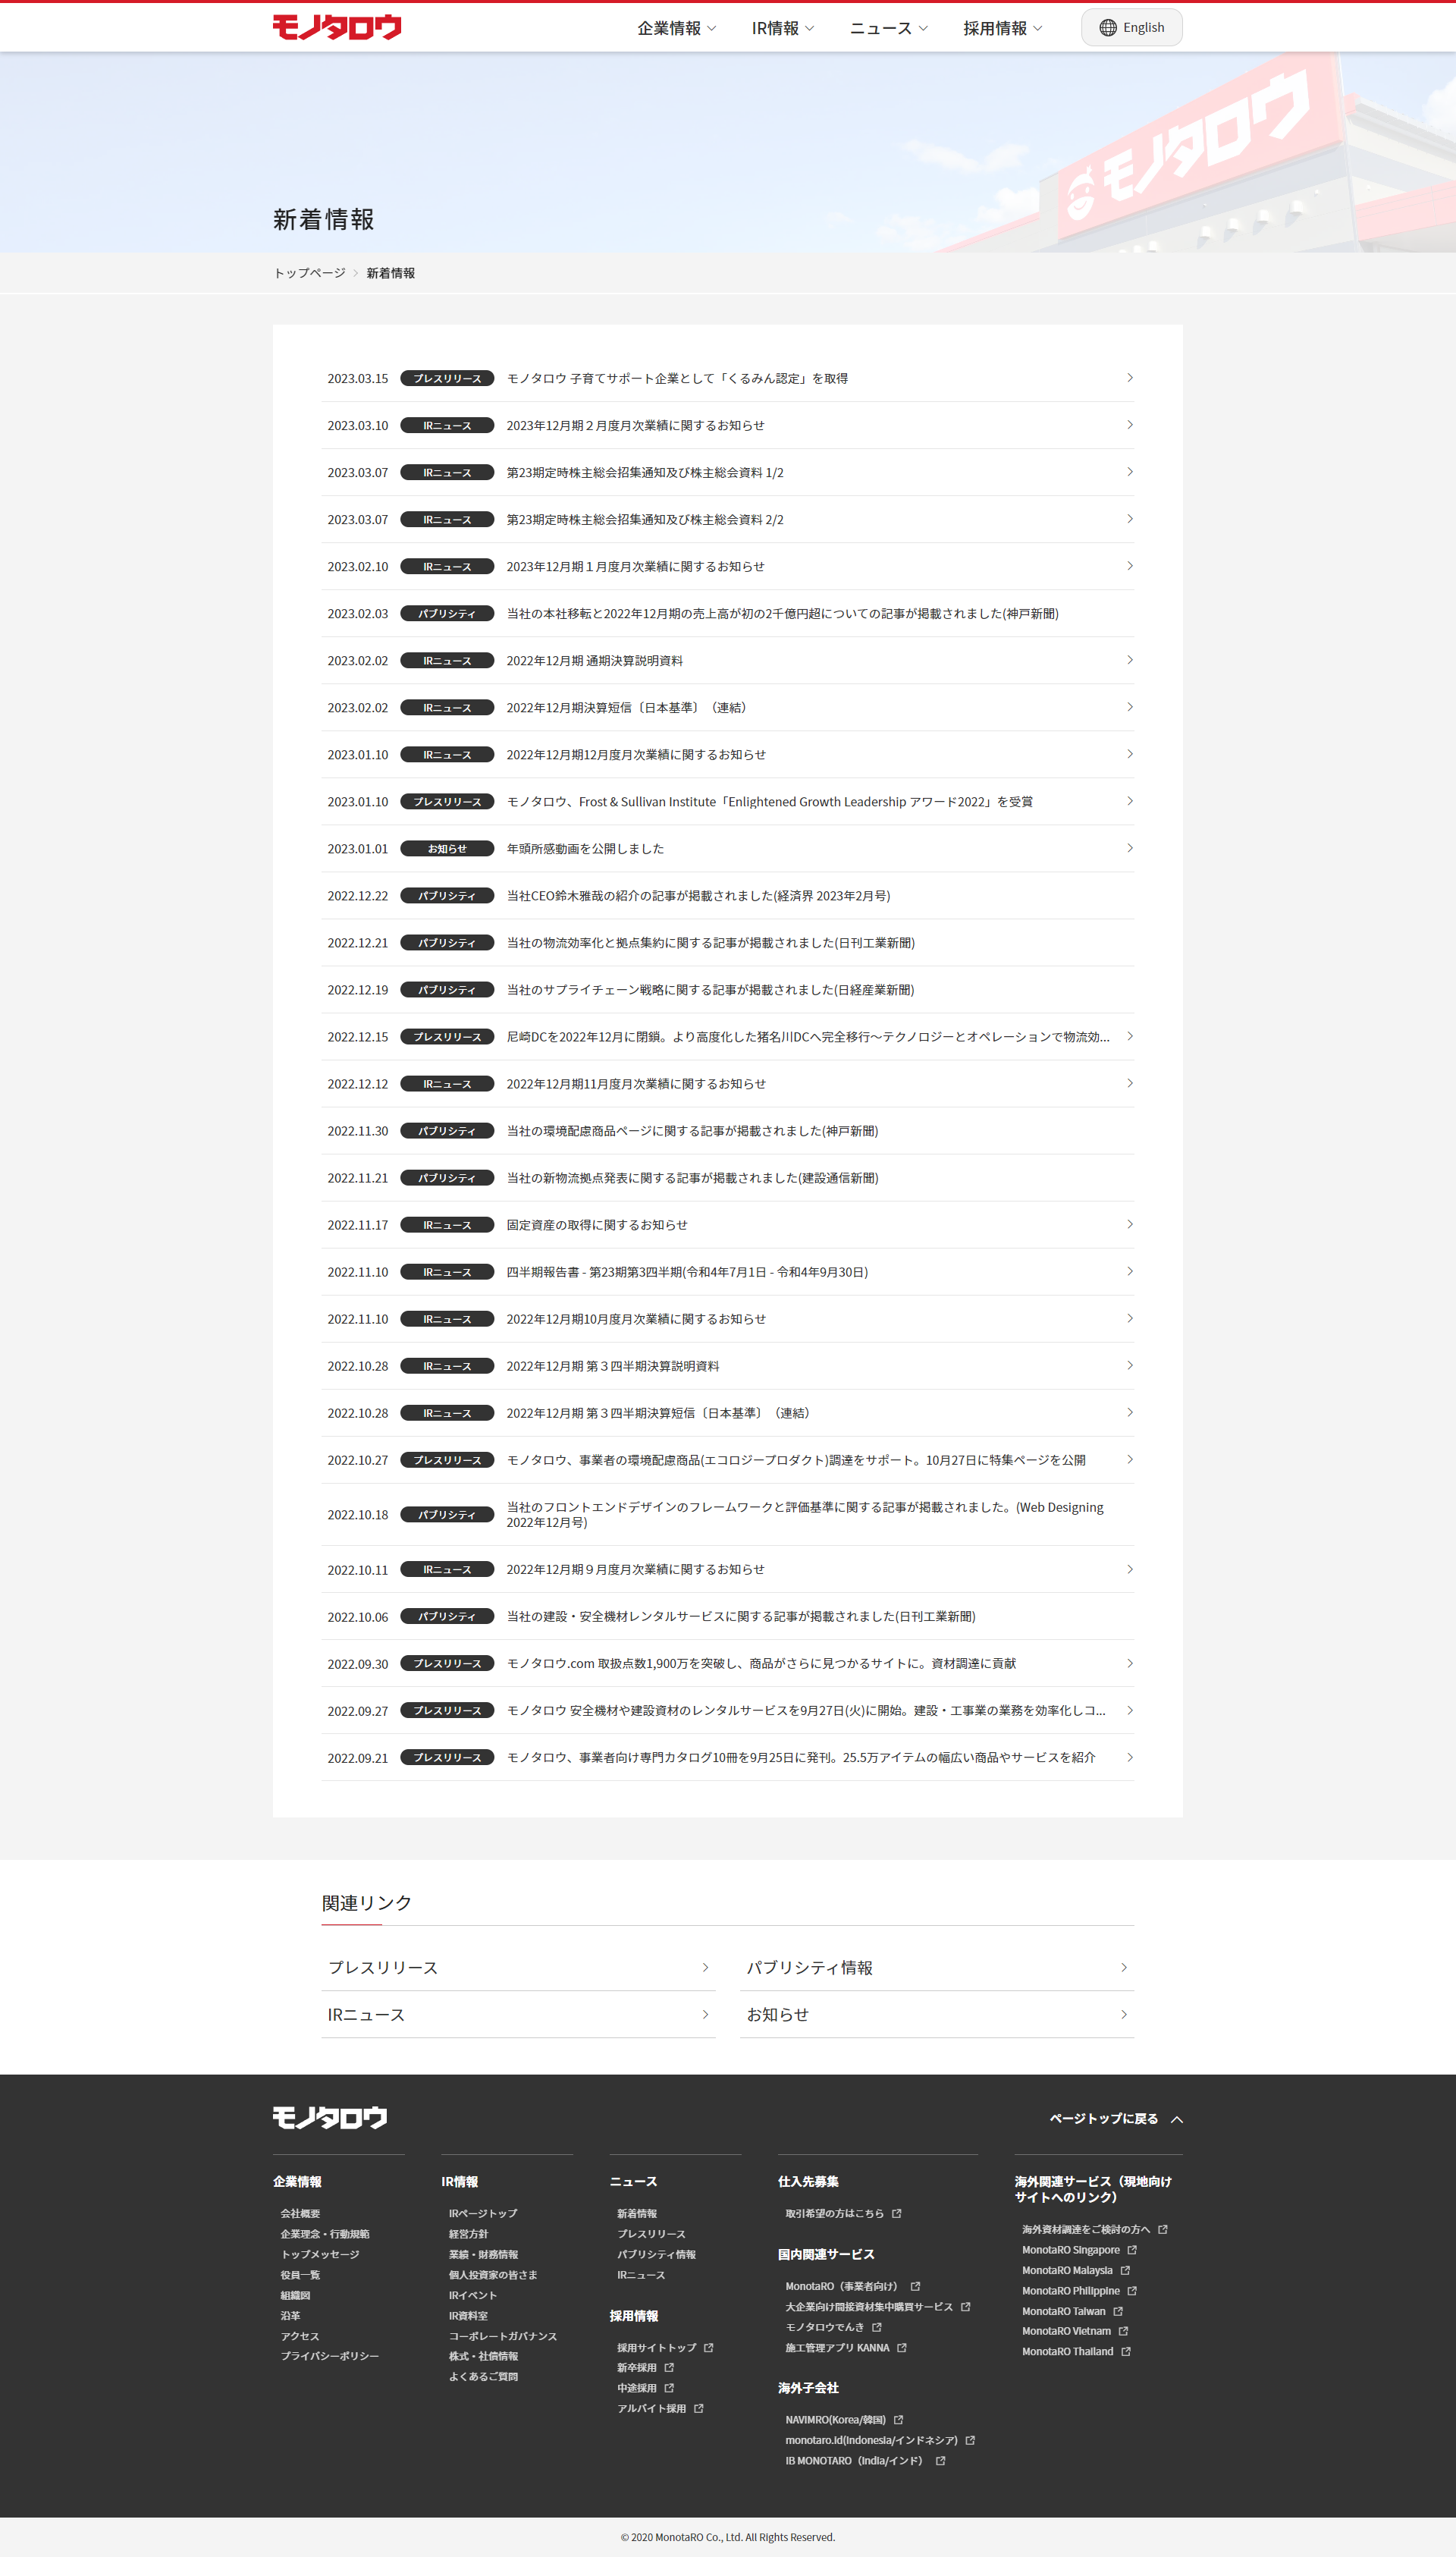 モノタロウ
企業情報
IR情報
ニュース
採用情報
English
モノタロウ
新着情報
トップページ 新着情報
2023.03.15 プレスリリース モノタロウ 子育てサポート企業として「くるみん認定」を取得
2023.03.10 IRニュース 2023年12月期２月度月次業績に関するお知らせ
2023.03.07 IRニュース 第23期定時株主総会招集通知及び株主総会資料 1/2
2023.03.07 IRニュース 第23期定時株主総会招集通知及び株主総会資料 2/2
2023.02.10 IRニュース 2023年12月期１月度月次業績に関するお知らせ
2023.02.03 パブリシティ 当社の本社移転と2022年12月期の売上高が初の2千億円超についての記事が掲載されました(神戸新聞)
2023.02.02 IRニュース 2022年12月期 通期決算説明資料
2023.02.02 IRニュース 2022年12月期決算短信〔日本基準〕（連結）
2023.01.10 IRニュース 2022年12月期12月度月次業績に関するお知らせ
2023.01.10 プレスリリース モノタロウ、Frost & Sullivan Institute「Enlightened Growth Leadership アワード2022」を受賞
2023.01.01 お知らせ 年頭所感動画を公開しました
2022.12.22 パブリシティ 当社CEO鈴木雅哉の紹介の記事が掲載されました(経済界 2023年2月号)
2022.12.21 パブリシティ 当社の物流効率化と拠点集約に関する記事が掲載されました(日刊工業新聞)
2022.12.19 パブリシティ 当社のサプライチェーン戦略に関する記事が掲載されました(日経産業新聞)
2022.12.15 プレスリリース 尼崎DCを2022年12月に閉鎖。より高度化した猪名川DCへ完全移行～テクノロジーとオペレーションで物流効...
2022.12.12 IRニュース 2022年12月期11月度月次業績に関するお知らせ
2022.11.30 パブリシティ 当社の環境配慮商品ページに関する記事が掲載されました(神戸新聞)
2022.11.21 パブリシティ 当社の新物流拠点発表に関する記事が掲載されました(建設通信新聞)
2022.11.17 IRニュース 固定資産の取得に関するお知らせ
2022.11.10 IRニュース 四半期報告書 - 第23期第3四半期(令和4年7月1日 - 令和4年9月30日)
2022.11.10 IRニュース 2022年12月期10月度月次業績に関するお知らせ
2022.10.28 IRニュース 2022年12月期 第３四半期決算説明資料
2022.10.28 IRニュース 2022年12月期 第３四半期決算短信〔日本基準〕（連結）
2022.10.27 プレスリリース モノタロウ、事業者の環境配慮商品(エコロジープロダクト)調達をサポート。10月27日に特集ページを公開
2022.10.18 パブリシティ 当社のフロントエンドデザインのフレームワークと評価基準に関する記事が掲載されました。(Web Designing
2022年12月号)
2022.10.11 IRニュース 2022年12月期９月度月次業績に関するお知らせ
2022.10.06 パブリシティ 当社の建設・安全機材レンタルサービスに関する記事が掲載されました(日刊工業新聞)
2022.09.30 プレスリリース モノタロウ.com 取扱点数1,900万を突破し、商品がさらに見つかるサイトに。資材調達に貢献
2022.09.27 プレスリリース モノタロウ 安全機材や建設資材のレンタルサービスを9月27日(火)に開始。建設・工事業の業務を効率化しコ...
2022.09.21 プレスリリース モノタロウ、事業者向け専門カタログ10冊を9月25日に発刊。25.5万アイテムの幅広い商品やサービスを紹介
関連リンク
プレスリリース
パブリシティ情報
IRニュース
お知らせ
モノタロウ
ページトップに戻る
企業情報
会社概要
企業理念・行動規範
トップメッセージ
役員一覧
組織図
沿革
アクセス
プライバシーポリシー
IR情報
IRページトップ
経営方針
業績・財務情報
個人投資家の皆さま
IRイベント
IR資料室
コーポレートガバナンス
株式・社債情報
よくあるご質問
ニュース
新着情報
プレスリリース
パブリシティ情報
IRニュース
採用情報
採用サイトトップ
新卒採用
中途採用
アルバイト採用
仕入先募集
取引希望の方はこちら
国内関連サービス
MonotaRO（事業者向け）
大企業向け間接資材集中購買サービス
モノタロウでんき
施工管理アプリ KANNA
海外子会社
NAVIMRO(Korea/韓国)
monotaro.id(Indonesia/インドネシア)
IB MONOTARO（India/インド）
海外関連サービス（現地向け
サイトへのリンク）
海外資材調達をご検討の方へ
MonotaRO Singapore
MonotaRO Malaysia
MonotaRO Philippine
MonotaRO Taiwan
MonotaRO Vietnam
MonotaRO Thailand
© 2020 MonotaRO Co., Ltd. All Rights Reserved.